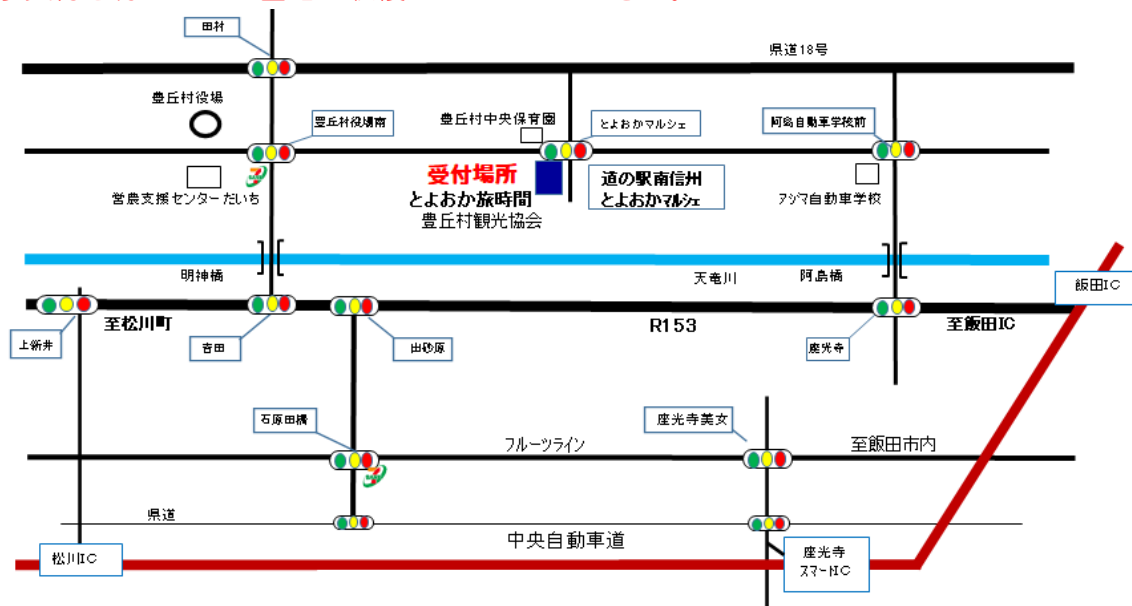 田村
県道18号
豊丘村役場
豊丘村役場南
豊丘村中央保育園
とよおかマルシェ
阿島自動車学校前
受付場所
とよおか旅時間
豊丘村観光協会
道の駅南信州
とよおかマルシェ
営農支援センターだいち
アシマ自動車学校
明神橋
天竜川
阿島橋
飯田IC
至松川町
R153
至飯田IC
上新井
吉田
出砂原
座光寺
石原田橋
フルーツライン
座光寺美女
至飯田市内
県道
中央自動車道
松川IC
座光寺
スマートIC